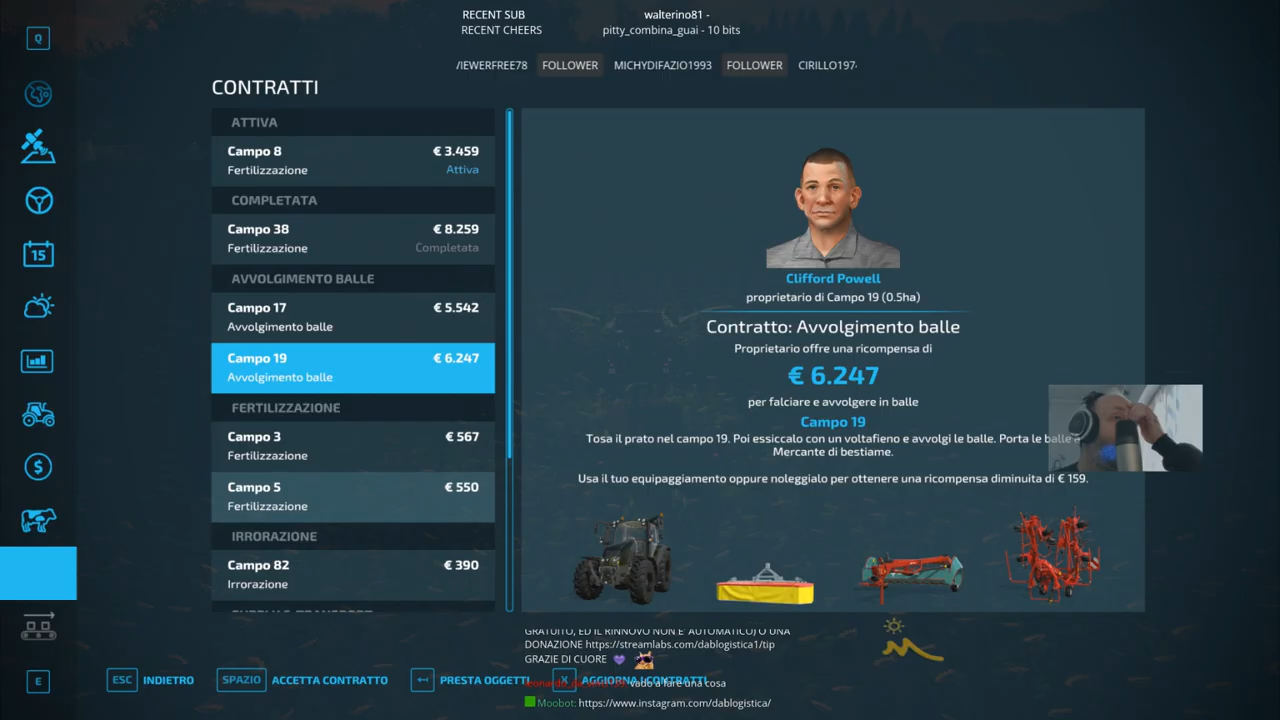 RECENT SUB walterino81 -
RECENT CHEERS pitty_combina_guai - 10 bits
/IEWERFREE78 FOLLOWER MICHYDIFAZIO1993 FOLLOWER CIRILLO197
Q
CONTRATTI
ATTIVA
Campo 8 € 3.459
Fertilizzazione Attiva
COMPLETATA
Campo 38 € 8.259
Fertilizzazione Completata
AVVOLGIMENTO BALLE
Campo 17 € 5.542
Avvolgimento balle
Campo 19 € 6.247
Avvolgimento balle
FERTILIZZAZIONE
Campo 3 € 567
Fertilizzazione
Campo 5 € 550
Fertilizzazione
IRRORAZIONE
Campo 82 € 390
Irrorazione
SUPPLY & TRANSPORT
15
$
Clifford Powell
proprietario di Campo 19 (0.5ha)
Contratto: Avvolgimento balle
Proprietario offre una ricompensa di
€ 6.247
per falciare e avvolgere in balle
Campo 19
Tosa il prato nel campo 19. Poi essiccalo con un voltafieno e avvolgi le balle. Porta le balle a
Mercante di bestiame.
Usa il tuo equipaggiamento oppure noleggialo per ottenere una ricompensa diminuita di € 159.
GRATUITO, ED IL RINNOVO NON E' AUTOMATICO) O UNA
DONAZIONE https://streamlabs.com/dablogistica1/tip
GRAZIE DI CUORE
E
ESC INDIETRO SPAZIO ACCETTA CONTRATTO PRESTA OGGETTI X AGGIORNA I CONTRATTI
vado a fare una cosa
Moobot: https://www.instagram.com/dablogistica/